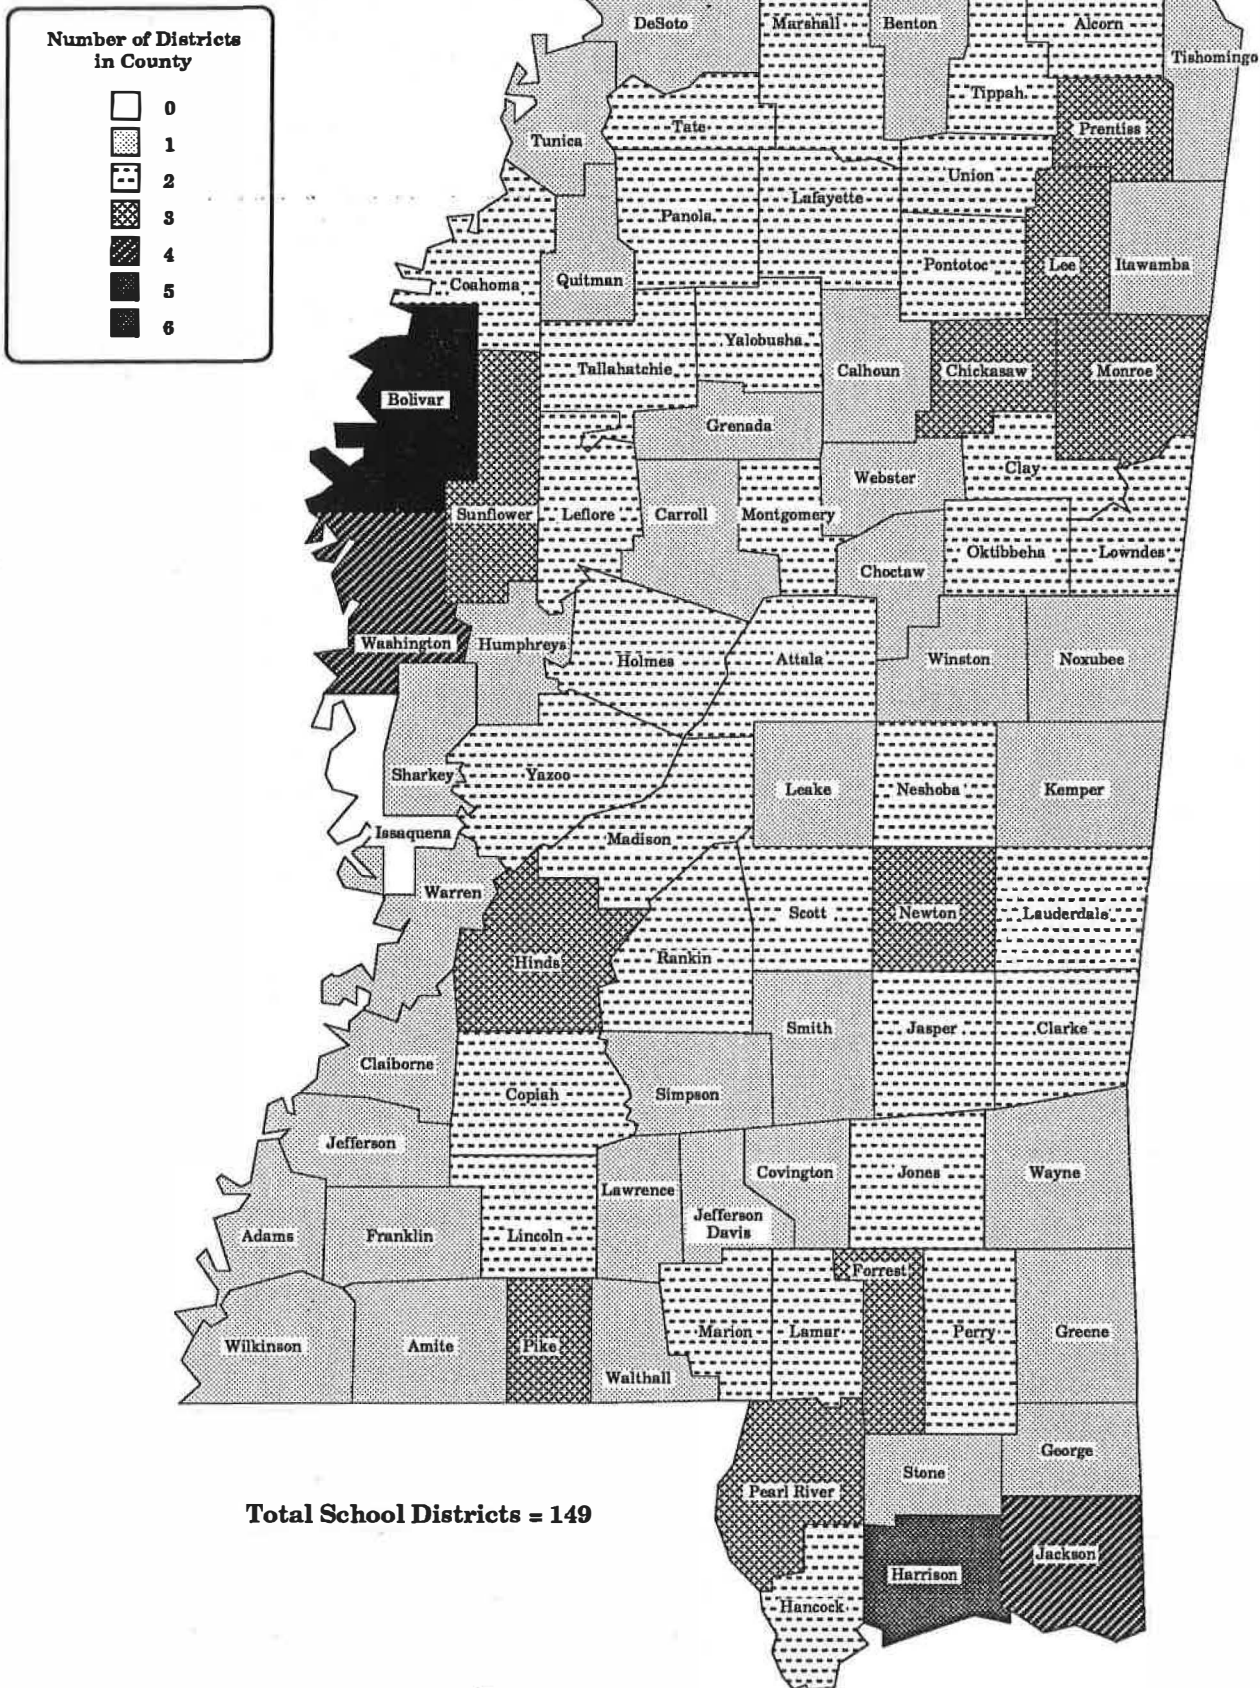 Number of Districts
in County
0
1
2
3
4
5
6
DeSoto
Marshall
Benton
Alcorn
Tishomingo
Tippah
Tate
Prentiss
Tunica
Union
Lafayette
Panola
Pontotoc
Lee
Itawamba
Quitman
Coahoma
Yalobusha
Tallahatchie
Calhoun
Chickasaw
Monroe
Bolivar
Grenada
Clay
Webster
Sunflower
Leflore
Carroll
Montgomery
Oktibbeha
Lowndes
Choctaw
Washington
Humphreys
Holmes
Attala
Winston
Noxubee
Sharkey
Yazoo
Leake
Neshoba
Kemper
Issaquena
Madison
Warren
Scott
Newton
Lauderdale
Hinds
Rankin
Smith
Jasper
Clarke
Claiborne
Copiah
Simpson
Jefferson
Covington
Jones
Wayne
Lawrence
Jefferson
Davis
Adams
Franklin
Lincoln
Forrest
Marion
Lamar
Perry
Greene
Wilkinson
Amite
Pike
Walthall
George
Stone
Pearl River
Total School Districts = 149
Jackson
Harrison
Hancock